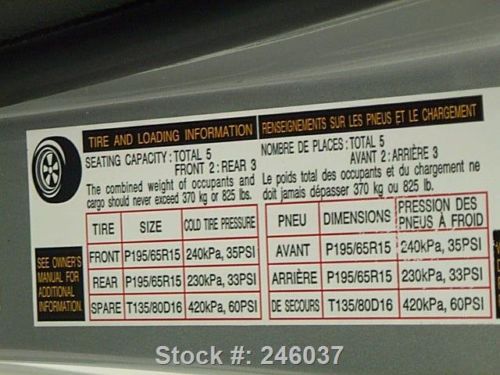 TIRE AND LOADING INFORMATION
SEATING CAPACITY : TOTAL 5
FRONT 2 : REAR 3
The combined weight of occupants and
cargo should never exceed 370 kg or 825 lbs.
RENSEIGNEMENTS SUR LES PNEUS ET LE CHARGEMENT
NOMBRE DE PLACES : TOTAL 5
AVANT 2 : ARRIÈRE 3
Le poids total des occupants et du chargement ne
doit jamais dépasser 370 kg ou 825 lb.
SEE OWNER'S
MANUAL FOR
ADDITIONAL
INFORMATION.
TIRE SIZE COLD TIRE PRESSURE
FRONT P195/65R15 240kPa, 35PSI
REAR P195/65R15 230kPa, 33PSI
SPARE T135/80D16 420kPa, 60PSI
PNEU DIMENSIONS PRESSION DES
PNEUS À FROID
AVANT P195/65R15 240kPa, 35PSI
ARRIÈRE P195/65R15 230kPa, 33PSI
DE SECOURS T135/80D16 420kPa, 60PSI
Stock #: 246037